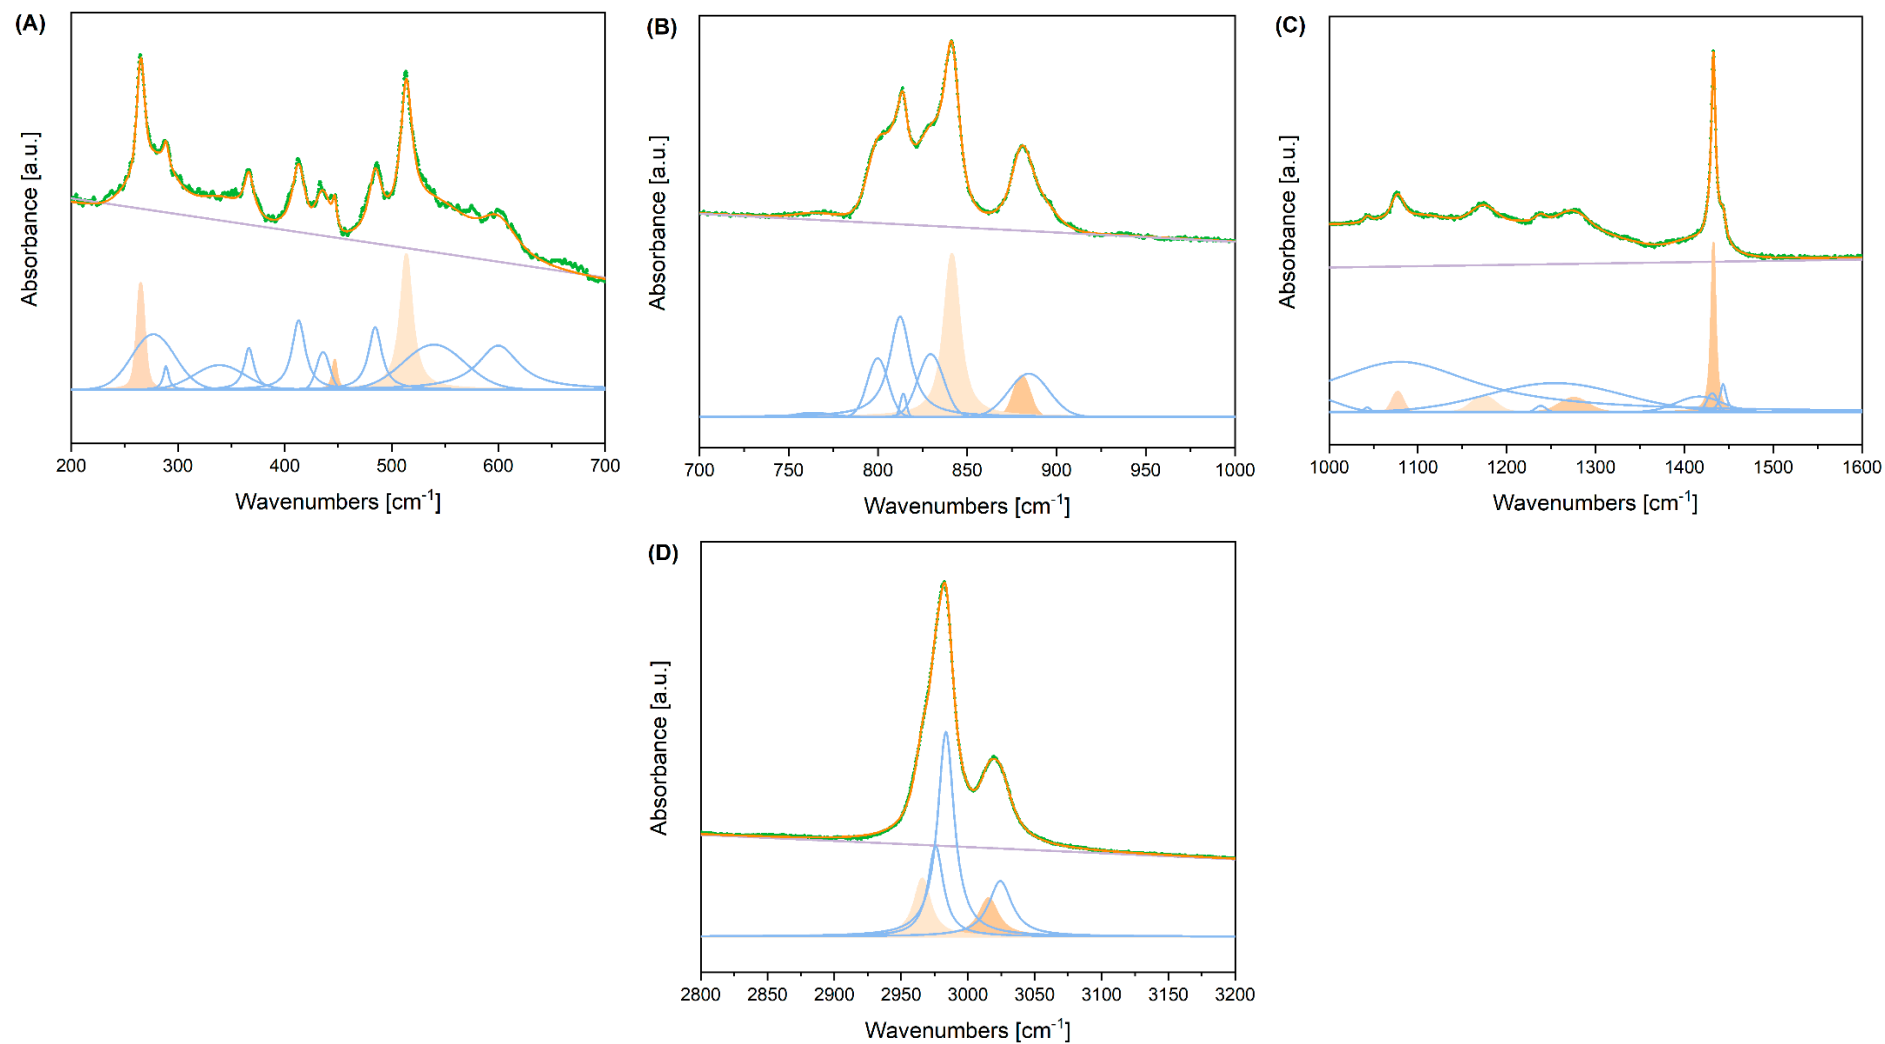 (A)
Absorbance [a.u.]
200 300 400 500 600 700
Wavenumbers [cm-1]
(B)
Absorbance [a.u.]
700 750 800 850 900 950 1000
Wavenumbers [cm-1]
(C)
Absorbance [a.u.]
1000 1100 1200 1300 1400 1500 1600
Wavenumbers [cm-1]
(D)
Absorbance [a.u.]
2800 2850 2900 2950 3000 3050 3100 3150 3200
Wavenumbers [cm-1]